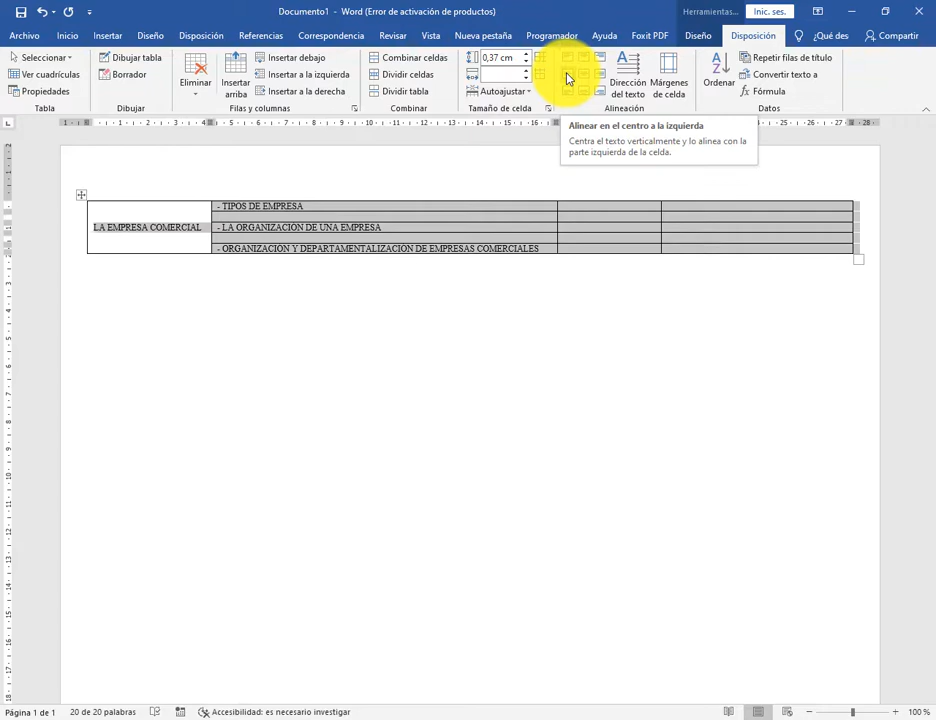 Documento1 - Word (Error de activación de productos)
Herramientas...
Inic. ses.
Archivo Inicio Insertar Diseño Disposición Referencias Correspondencia Revisar Vista Nueva pestaña Programador Ayuda Foxit PDF Diseño Disposición ¿Qué des Compartir
Seleccionar
Ver cuadrículas
Propiedades
Tabla
Dibujar tabla
Borrador
Dibujar
Eliminar
Insertar
arriba
Insertar debajo
Insertar a la izquierda
Insertar a la derecha
Filas y columnas
Combinar celdas
Dividir celdas
Dividir tabla
Combinar
0,37 cm
Autoajustar
Tamaño de celda
Dirección
del texto
Márgenes
de celda
Alineación
Ordenar
Repetir filas de título
Convertir texto a
Fórmula
Datos
Alinear en el centro a la izquierda
Centra el texto verticalmente y lo alinea con la
parte izquierda de la celda.
LA EMPRESA COMERCIAL
- TIPOS DE EMPRESA
- LA ORGANIZACIÓN DE UNA EMPRESA
- ORGANIZACIÓN Y DEPARTAMENTALIZACIÓN DE EMPRESAS COMERCIALES
Página 1 de 1 20 de 20 palabras Accesibilidad: es necesario investigar 100 %